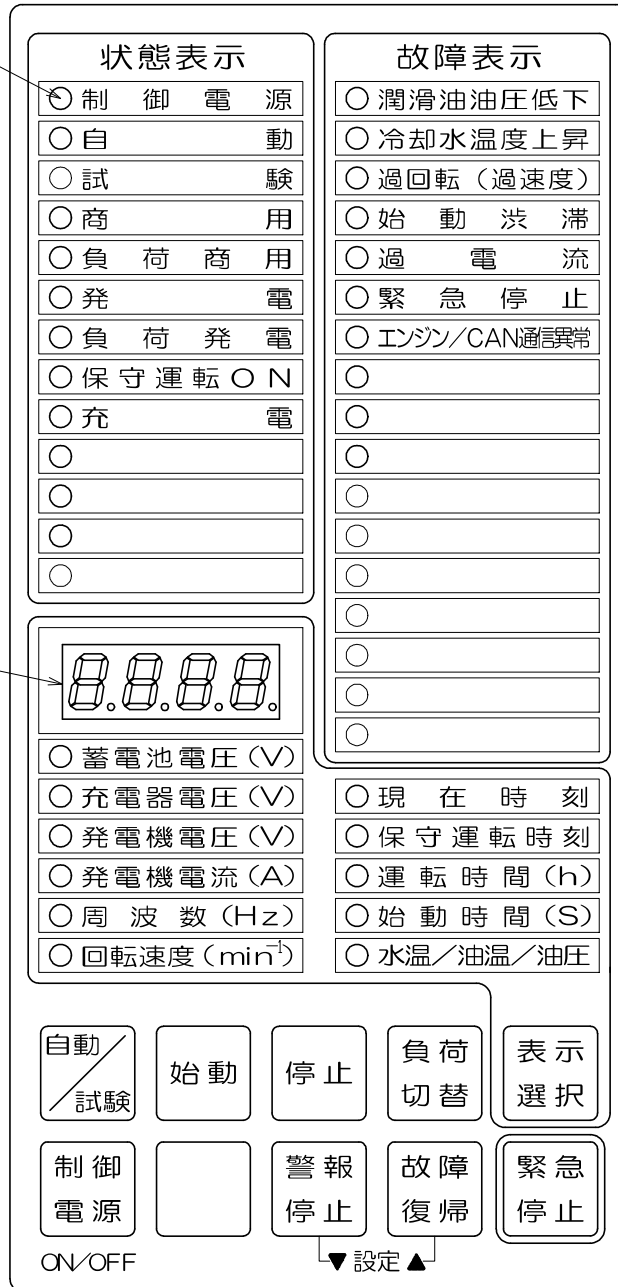 状態表示
制御電源
自動
試験
商用
負荷商用
発電
負荷発電
保守運転ON
充電
故障表示
潤滑油油圧低下
冷却水温度上昇
過回転(過速度)
始動渋滞
過電流
緊急停止
エンジン/CAN通信異常
8.8.8.8.
蓄電池電圧(V)
充電器電圧(V)
発電機電圧(V)
発電機電流(A)
周波数(Hz)
回転速度(min⁻¹)
現在時刻
保守運転時刻
運転時間(h)
始動時間(S)
水温/油温/油圧
自動/試験
始動
停止
負荷
切替
表示
選択
制御
電源
警報
停止
故障
復帰
緊急
停止
ON/OFF
▼設定▲